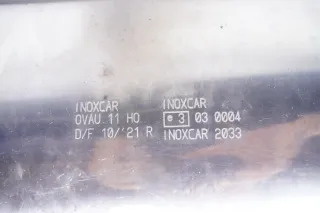 INOXCAR
OVAU.11 HO
D/F 10/'21 R
INOXCAR
e 3 03 0004
INOXCAR 2033